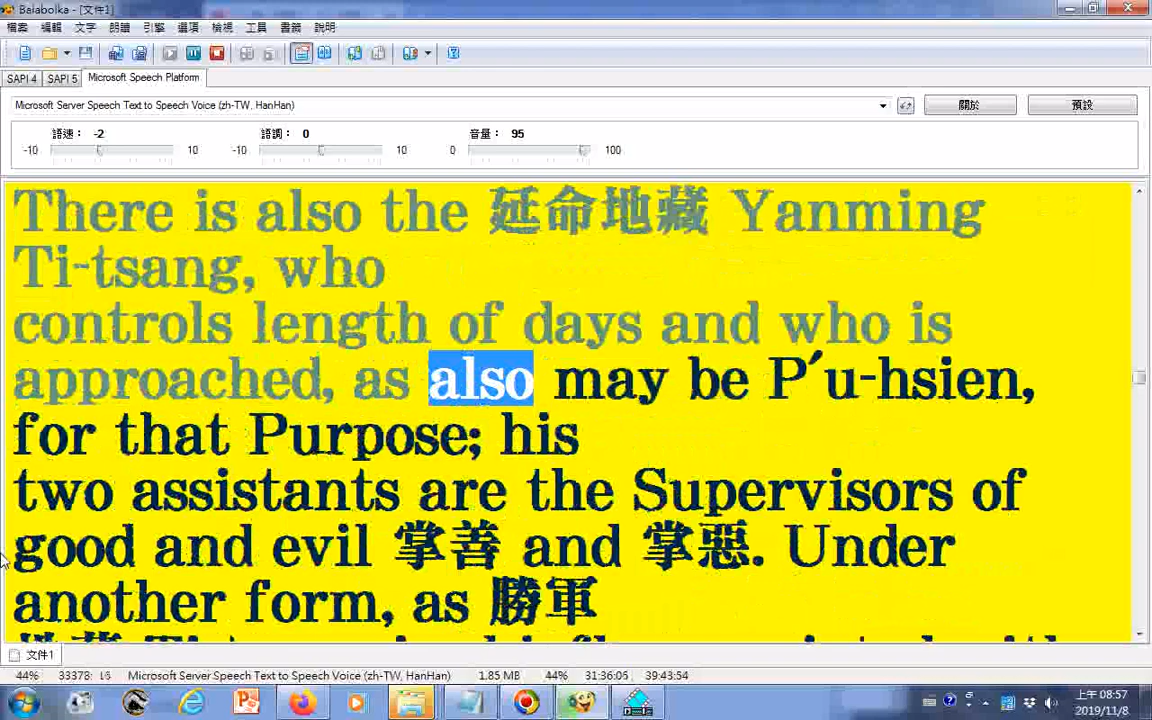 Balabolka - [文件1]
檔案 編輯 文字 朗讀 引擎 選項 檢視 工具 書籤 說明
SAPI 4 SAPI 5 Microsoft Speech Platform
Microsoft Server Speech Text to Speech Voice (zh-TW, HanHan) 關於 預設
語速： -2 語調： 0 音量： 95
-10 10 -10 10 0 100
There is also the 延命地藏 Yanming
Ti-tsang, who
controls length of days and who is
approached, as also may be P′u-hsien,
for that Purpose; his
two assistants are the Supervisors of
good and evil 掌善 and 掌惡. Under
another form, as 勝軍
文件1
44% 33378: 16 Microsoft Server Speech Text to Speech Voice (zh-TW, HanHan) 1.85 MB 44% 31:36:05 39:43:54
上午 08:57
2019/11/8